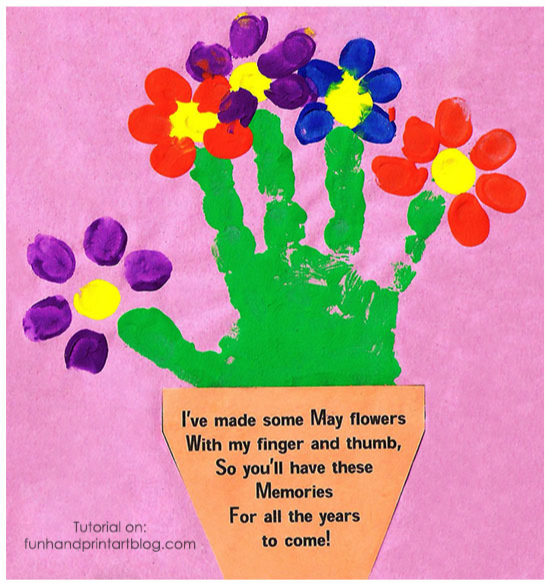 I've made some May flowers
With my finger and thumb,
So you'll have these
Memories
For all the years
to come!
Tutorial on:
funhandprintartblog.com